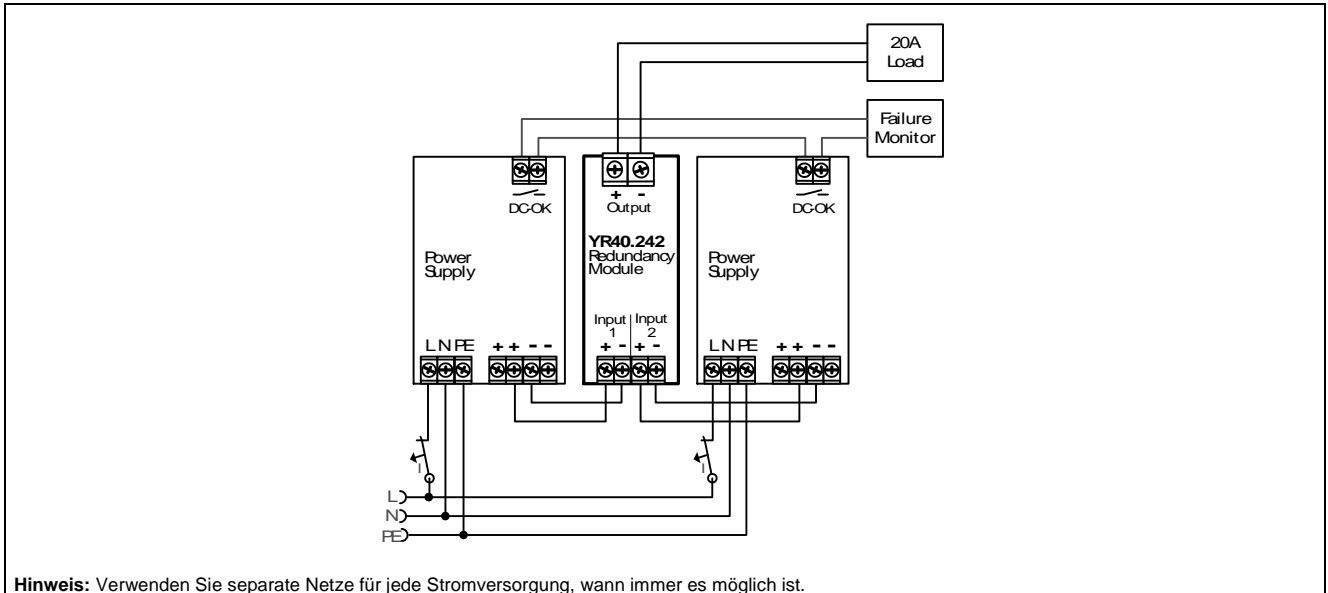 20A
Load
Failure
Monitor
+ -
Output
DC-OK
DC-OK
YR40.242
Redundancy
Module
Power
Supply
Power
Supply
Input Input
1 2
L N PE + + - -
+ - + -
L N PE + + - -
I
I
L
N
PE
Hinweis: Verwenden Sie separate Netze für jede Stromversorgung, wann immer es möglich ist.